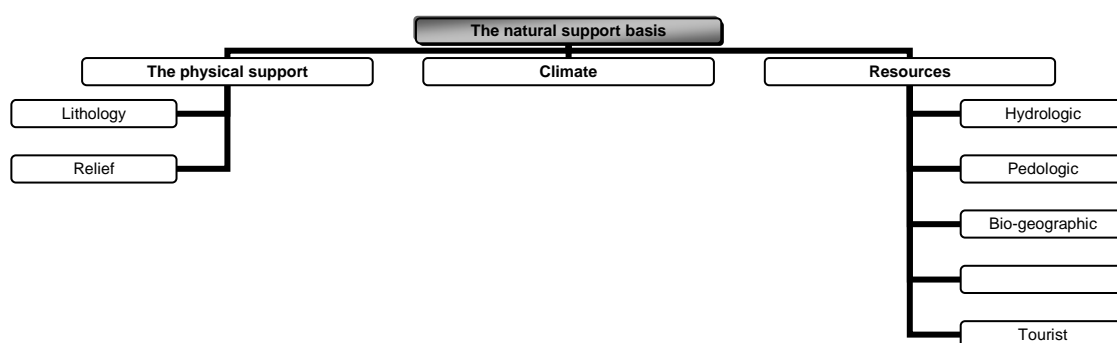 The natural support basis
The physical support
Climate
Resources
Lithology
Hydrologic
Relief
Pedologic
Bio-geographic
Tourist